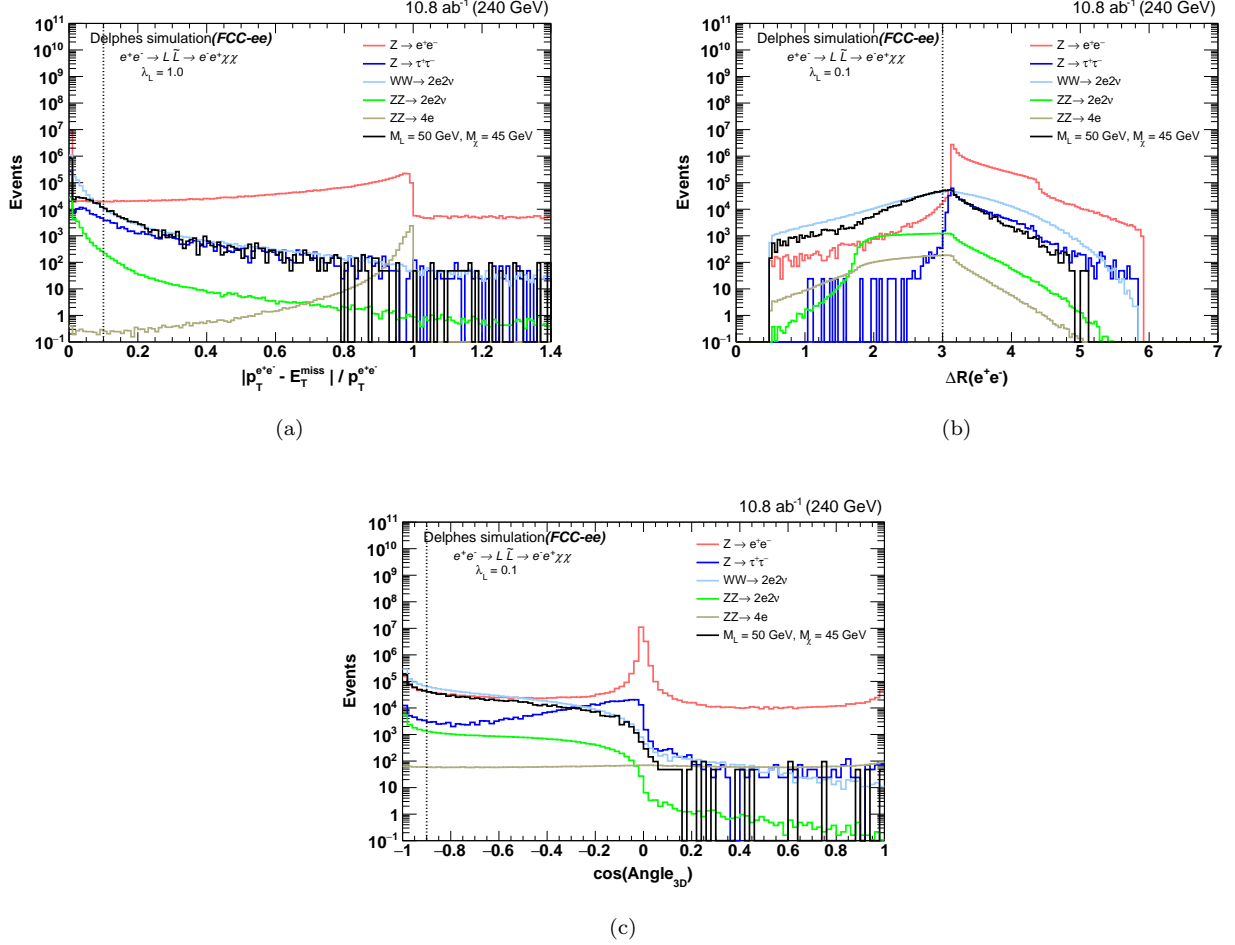 10.8 ab⁻¹ (240 GeV)
Delphes simulation(FCC-ee)
e⁺e⁻ → L L̃ → e⁻e⁺χχ
λ_L = 1.0
Z → e⁺e⁻
Z → τ⁺τ⁻
WW → 2e2ν
ZZ → 2e2ν
ZZ → 4e
M_L = 50 GeV, M_χ = 45 GeV
Events
10¹¹
10¹⁰
10⁹
10⁸
10⁷
10⁶
10⁵
10⁴
10³
10²
10
1
10⁻¹
0 0.2 0.4 0.6 0.8 1 1.2 1.4
|p_T^{e⁺e⁻} - E_T^{miss}| / p_T^{e⁺e⁻}
(a)
10.8 ab⁻¹ (240 GeV)
Delphes simulation(FCC-ee)
e⁺e⁻ → L L̃ → e⁻e⁺χχ
λ_L = 0.1
Z → e⁺e⁻
Z → τ⁺τ⁻
WW → 2e2ν
ZZ → 2e2ν
ZZ → 4e
M_L = 50 GeV, M_χ = 45 GeV
Events
10¹¹
10¹⁰
10⁹
10⁸
10⁷
10⁶
10⁵
10⁴
10³
10²
10
1
10⁻¹
0 1 2 3 4 5 6 7
ΔR(e⁺e⁻)
(b)
10.8 ab⁻¹ (240 GeV)
Delphes simulation(FCC-ee)
e⁺e⁻ → L L̃ → e⁻e⁺χχ
λ_L = 0.1
Z → e⁺e⁻
Z → τ⁺τ⁻
WW → 2e2ν
ZZ → 2e2ν
ZZ → 4e
M_L = 50 GeV, M_χ = 45 GeV
Events
10¹¹
10¹⁰
10⁹
10⁸
10⁷
10⁶
10⁵
10⁴
10³
10²
10
1
10⁻¹
−1 −0.8 −0.6 −0.4 −0.2 0 0.2 0.4 0.6 0.8 1
cos(Angle_{3D})
(c)